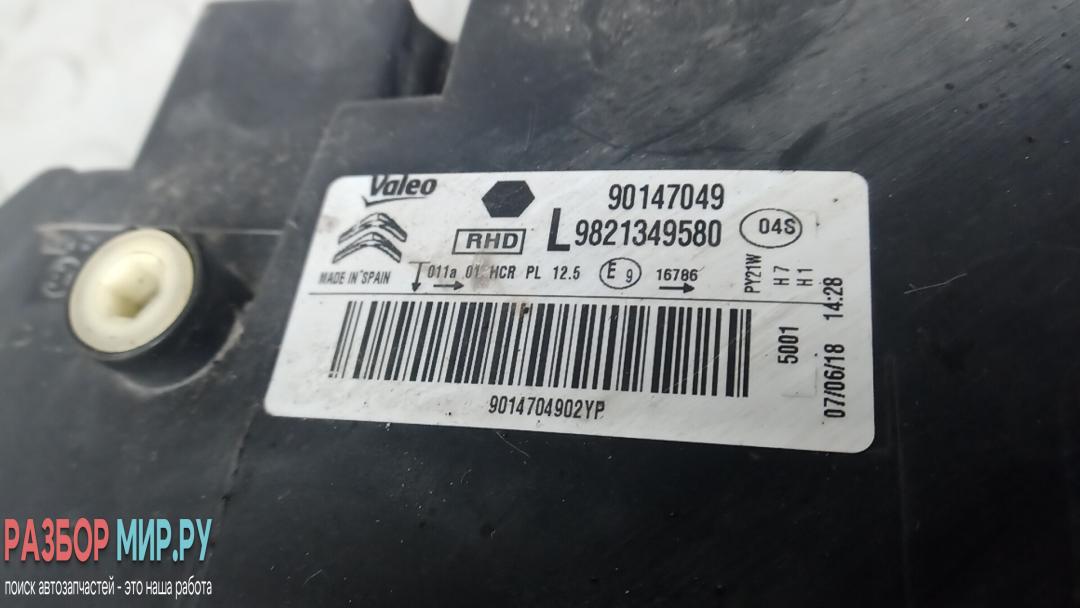 Valeo
90147049
RHD L 9821349580 04S
MADE IN SPAIN 011a 01 HCR PL 12.5 E9 16786
PY21W
H7
H1
5001
07/06/18 14:28
9014704902YP
РАЗБОР МИР.РУ
поиск автозапчастей - это наша работа